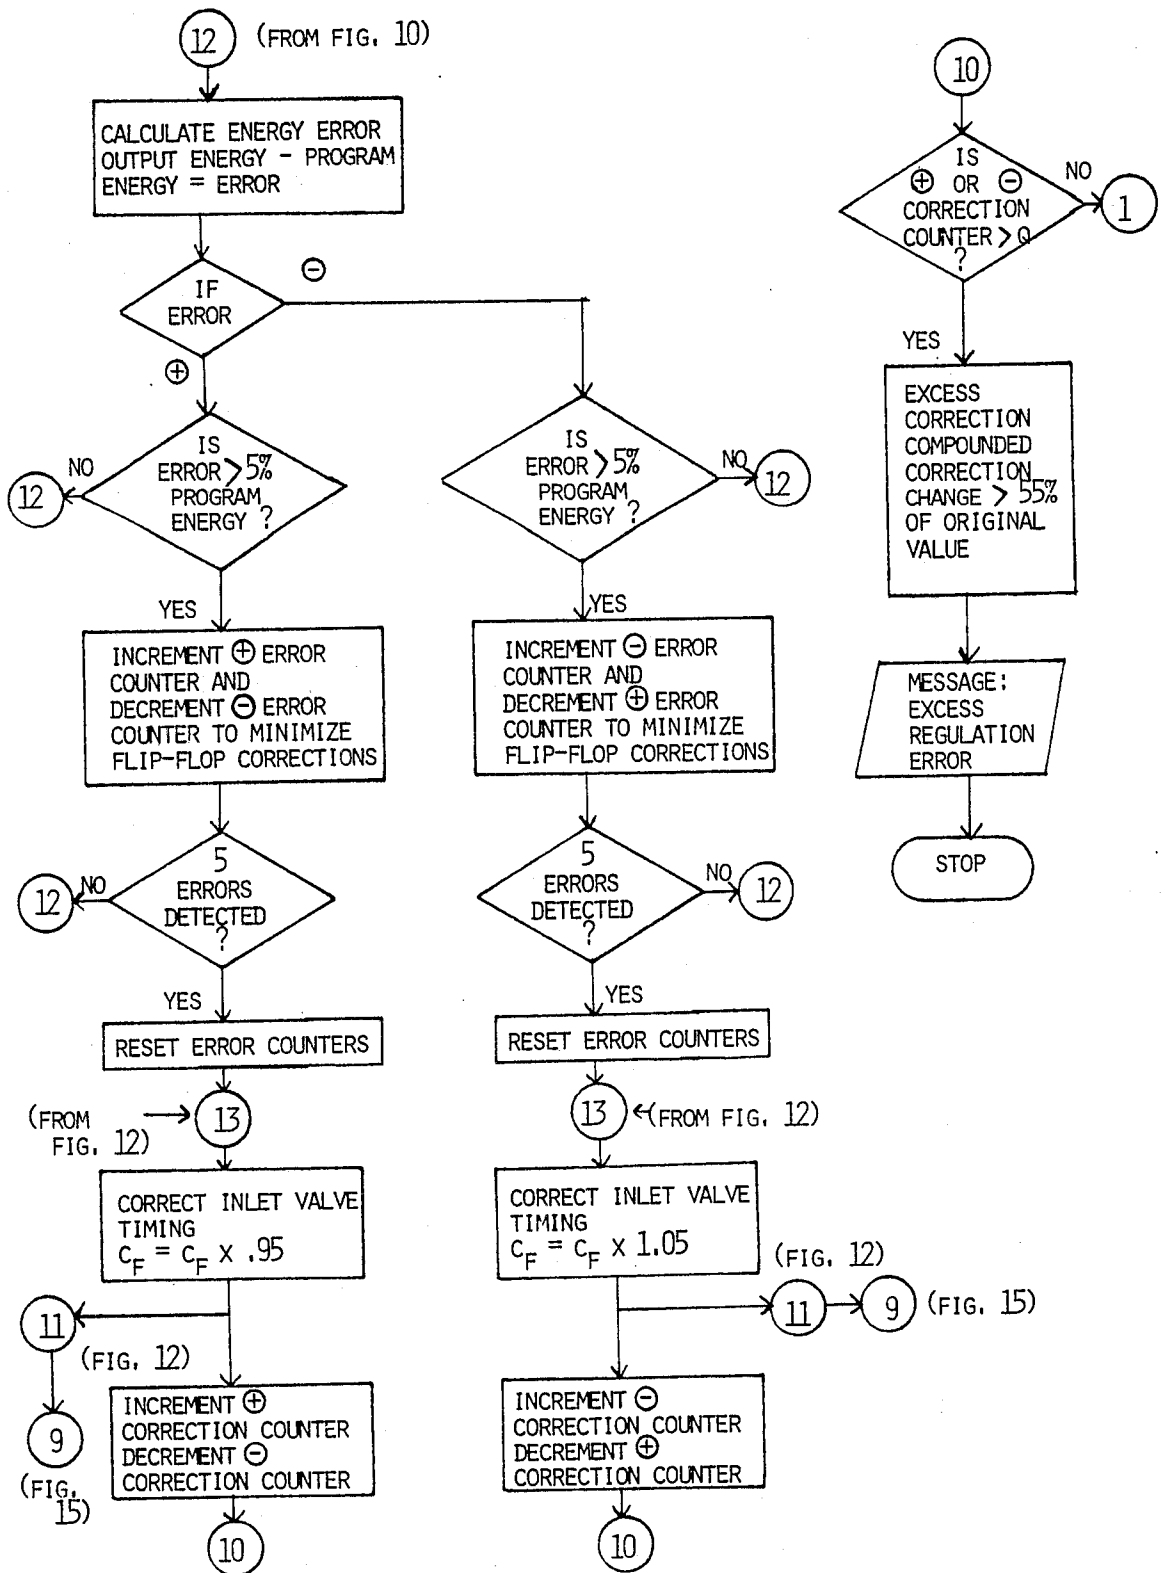 12 (FROM FIG. 10)
CALCULATE ENERGY ERROR
OUTPUT ENERGY - PROGRAM
ENERGY = ERROR
IF
ERROR
⊖
⊕
IS
ERROR > 5%
PROGRAM
ENERGY ?
NO
12
YES
INCREMENT ⊕ ERROR
COUNTER AND
DECREMENT ⊖ ERROR
COUNTER TO MINIMIZE
FLIP-FLOP CORRECTIONS
5
ERRORS
DETECTED
?
NO
12
YES
RESET ERROR COUNTERS
(FROM
FIG. 12)
13
CORRECT INLET VALVE
TIMING
C_F = C_F X .95
11
(FIG. 12)
9
(FIG.
15)
INCREMENT ⊕
CORRECTION COUNTER
DECREMENT ⊖
CORRECTION COUNTER
10
IS
ERROR > 5%
PROGRAM
ENERGY ?
NO
12
YES
INCREMENT ⊖ ERROR
COUNTER AND
DECREMENT ⊕ ERROR
COUNTER TO MINIMIZE
FLIP-FLOP CORRECTIONS
5
ERRORS
DETECTED
?
NO
12
YES
RESET ERROR COUNTERS
13
(FROM FIG. 12)
CORRECT INLET VALVE
TIMING
C_F = C_F X 1.05
(FIG. 12)
11
9 (FIG. 15)
INCREMENT ⊖
CORRECTION COUNTER
DECREMENT ⊕
CORRECTION COUNTER
10
10
IS
⊕ OR ⊖
CORRECTION
COUNTER > Q
?
NO
1
YES
EXCESS
CORRECTION
COMPOUNDED
CORRECTION
CHANGE > 55%
OF ORIGINAL
VALUE
MESSAGE:
EXCESS
REGULATION
ERROR
STOP